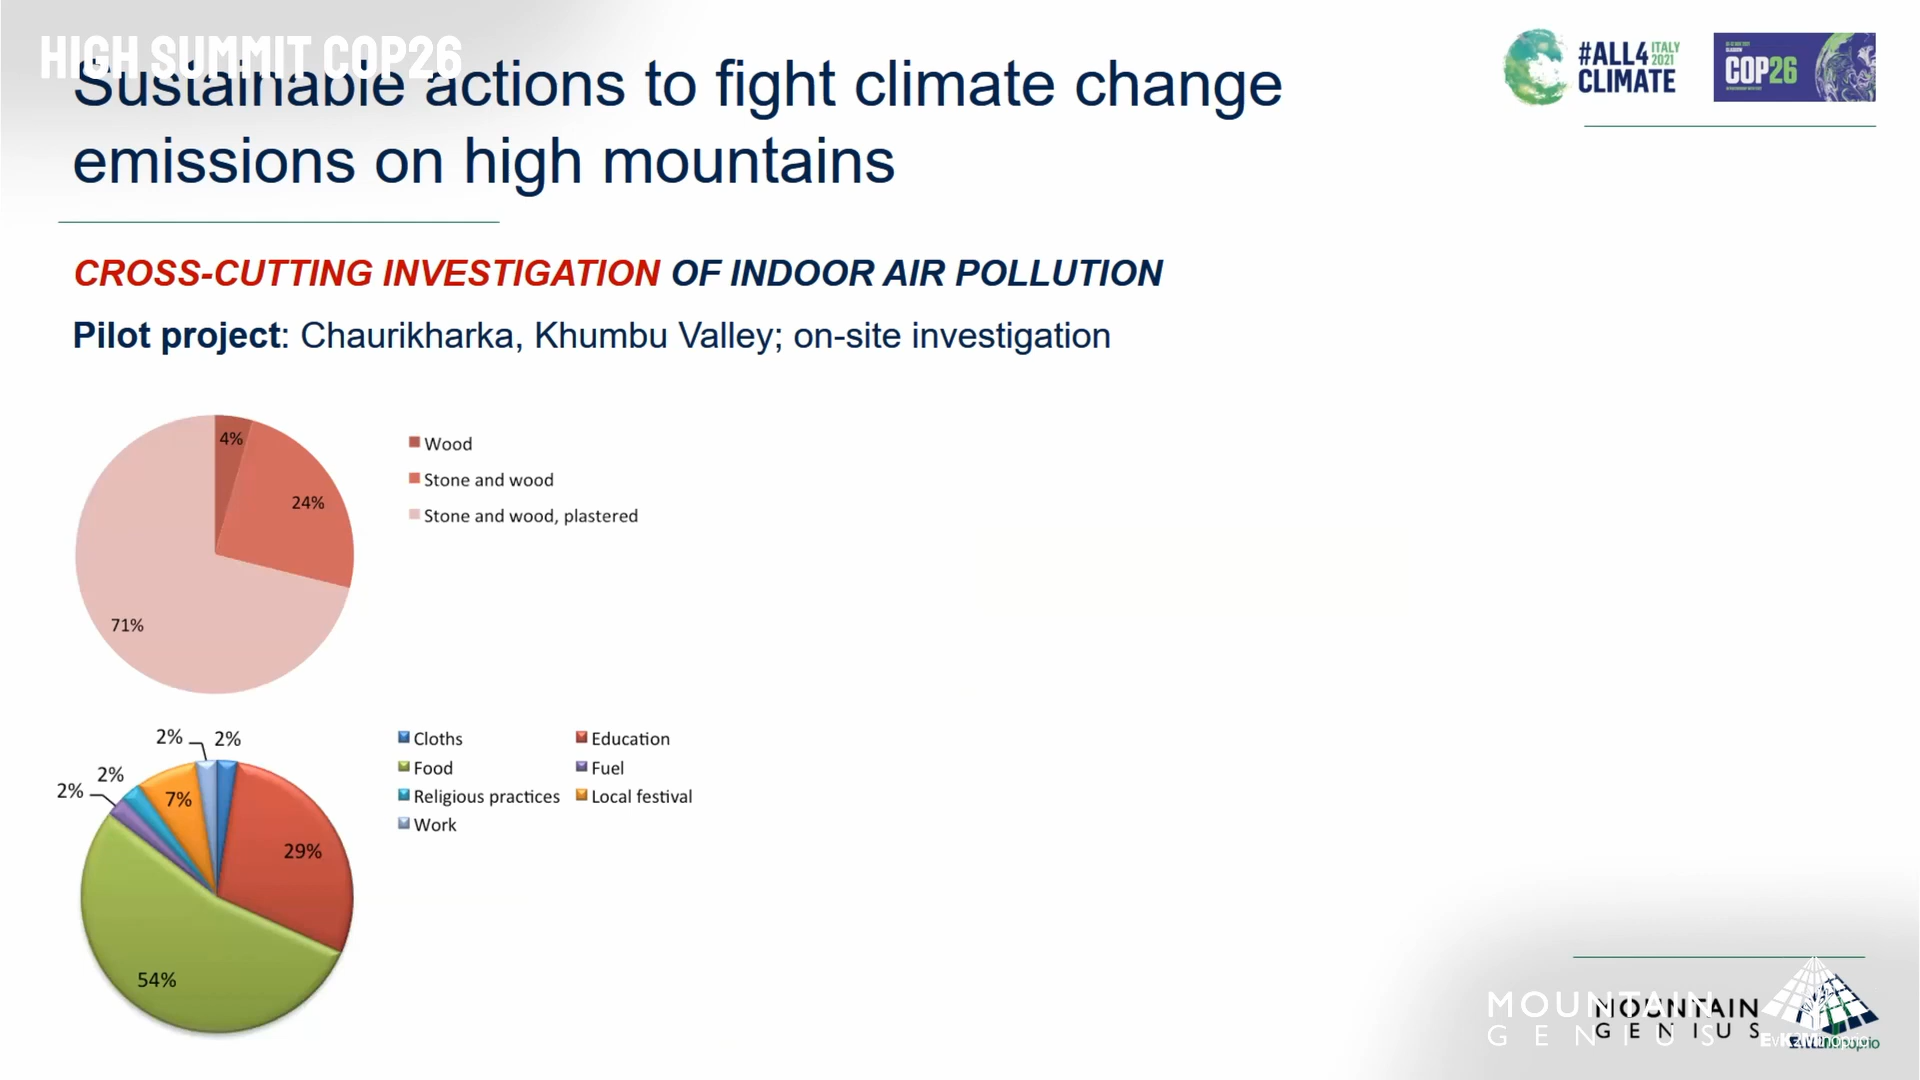 HIGH SUMMIT COP26
Sustainable actions to fight climate change
emissions on high mountains
#ALL4
CLIMATE
ITALY
2021
COP26
CROSS-CUTTING INVESTIGATION OF INDOOR AIR POLLUTION
Pilot project: Chaurikharka, Khumbu Valley; on-site investigation
4%
24%
71%
Wood
Stone and wood
Stone and wood, plastered
2%
2%
2%
2%
7%
29%
54%
Cloths
Education
Food
Fuel
Religious practices
Local festival
Work
MOUNTAIN
GENIUS
MOUNTAIN
GENIUS